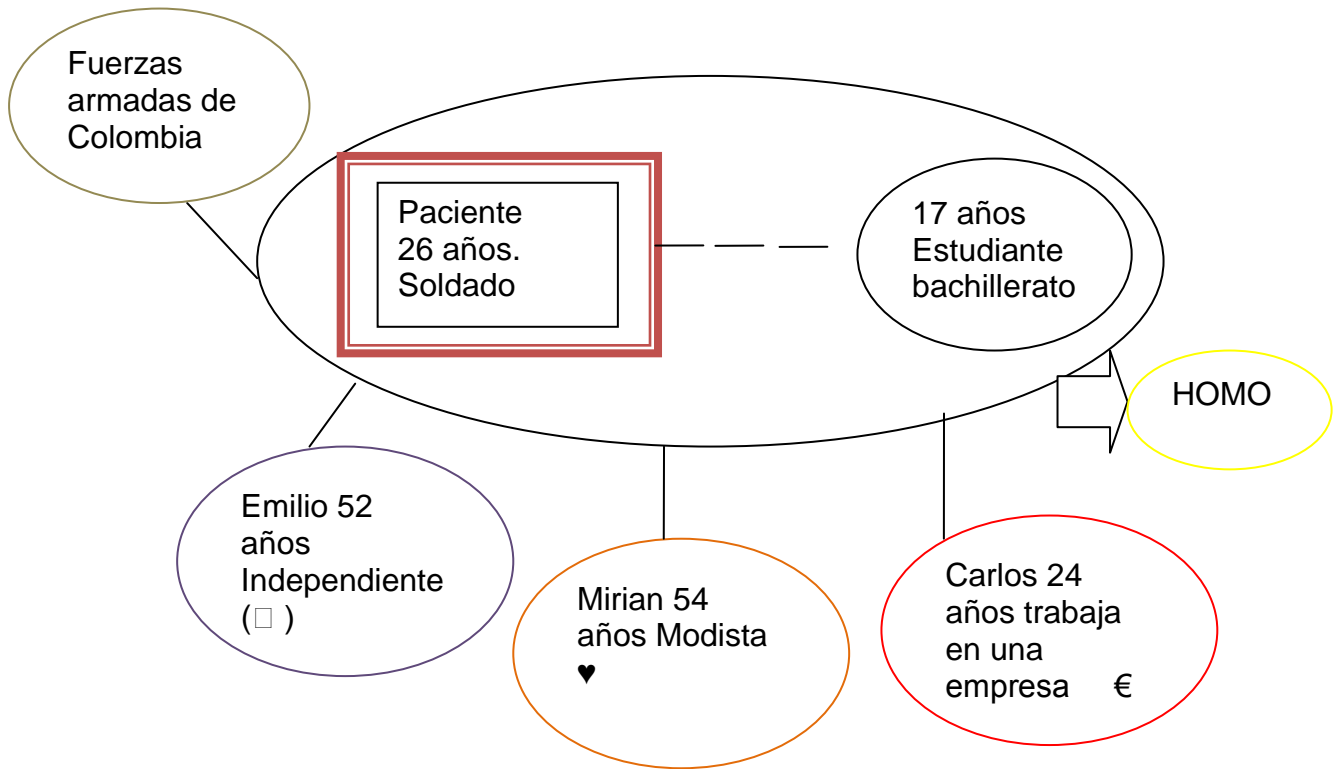 Fuerzas
armadas de
Colombia
Paciente
26 años.
Soldado
17 años
Estudiante
bachillerato
HOMO
Emilio 52
años
Independiente
(□ )
Mirian 54
años Modista
♥
Carlos 24
años trabaja
en una
empresa €